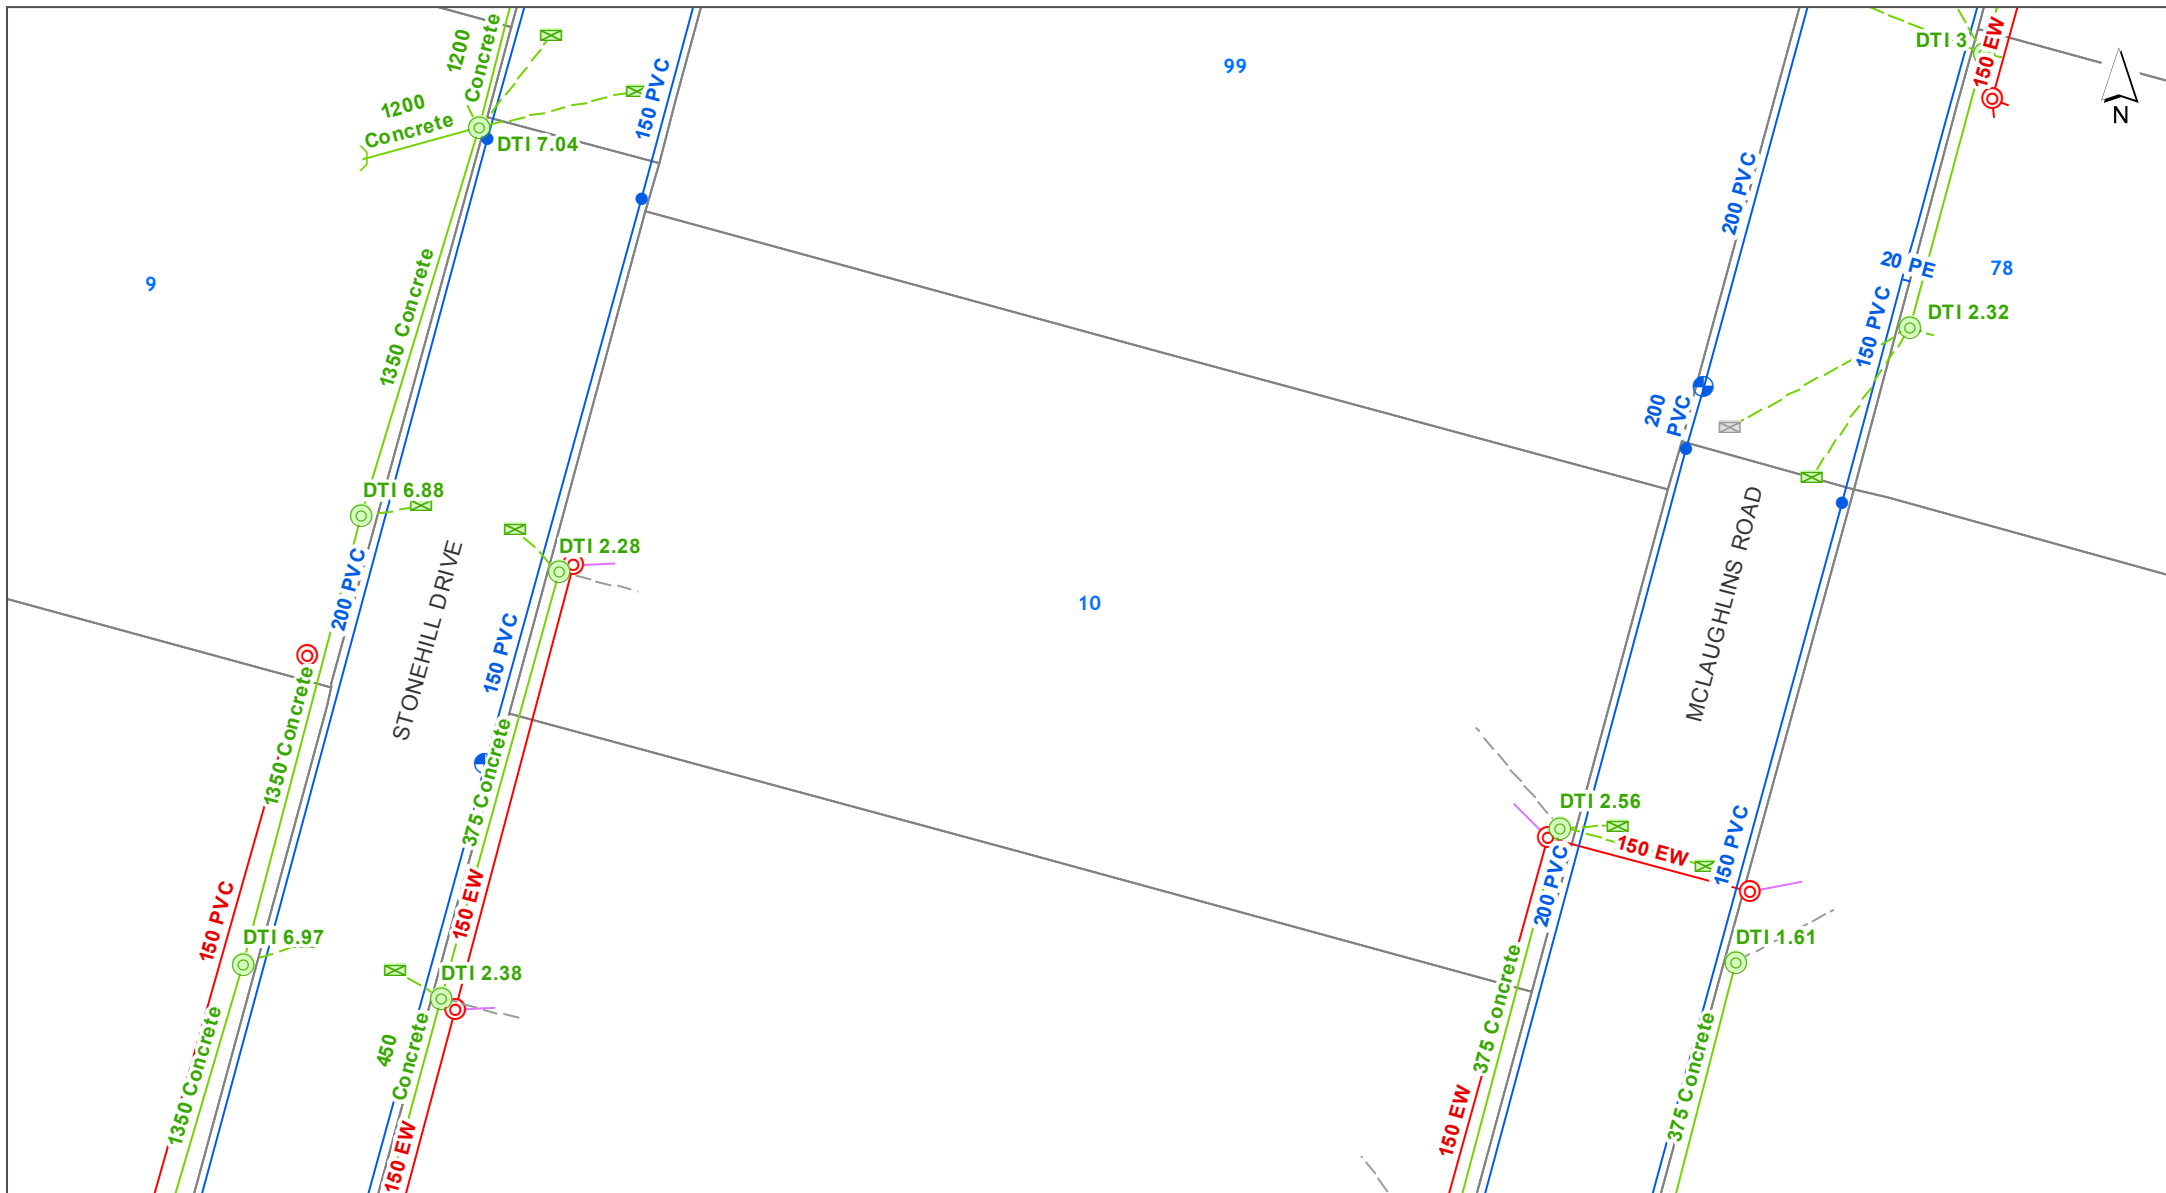 1200
Concrete
150 PVC
99
DTI 3
150 EW
N
1200
Concrete
DTI 7.04
200 PVC
9
1350 Concrete
20 PE
78
150 PVC
DTI 2.32
200
PVC
DTI 6.88
DTI 2.28
200 PVC
STONEHILL DRIVE
150 PVC
10
MCLAUGHLINS ROAD
1350 Concrete
375 Concrete
DTI 2.56
150 EW
150 PVC
200 PVC
150 PVC
150 EW
DTI 6.97
DTI 2.38
DTI 1.61
375 Concrete
450
Concrete
1350 Concrete
375 Concrete
150 EW
150 EW